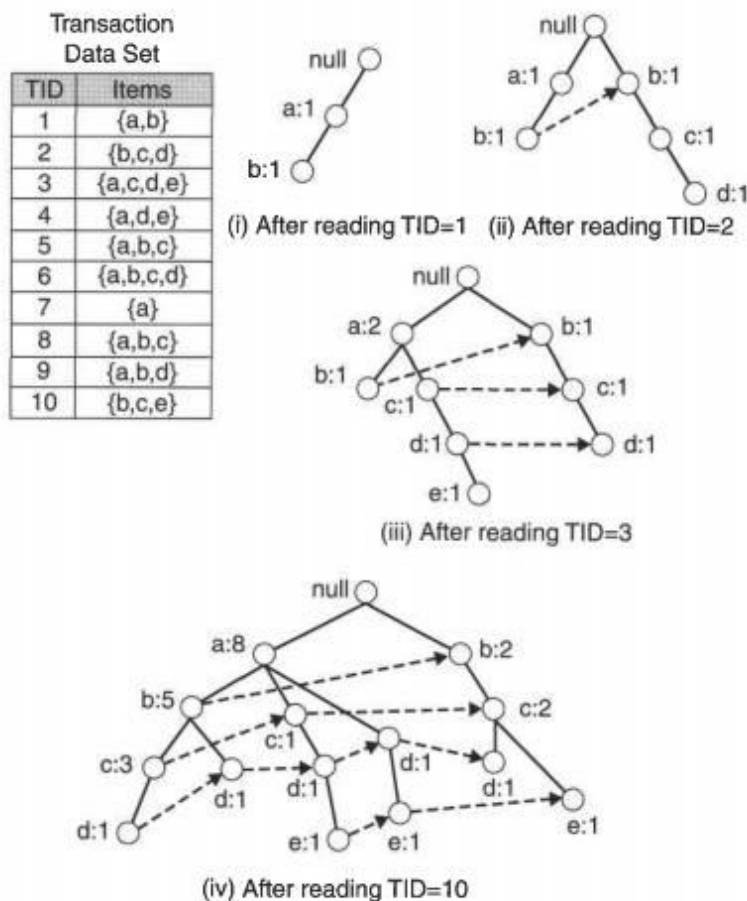 Transaction
Data Set
TID Items
1 {a,b}
2 {b,c,d}
3 {a,c,d,e}
4 {a,d,e}
5 {a,b,c}
6 {a,b,c,d}
7 {a}
8 {a,b,c}
9 {a,b,d}
10 {b,c,e}
null
a:1
b:1
(i) After reading TID=1
null
a:1 b:1
b:1 c:1
d:1
(ii) After reading TID=2
null
a:2 b:1
b:1 c:1 c:1
d:1 d:1
e:1
(iii) After reading TID=3
null
a:8 b:2
b:5 c:1 c:2
c:3 d:1 d:1 d:1 d:1
d:1 e:1 e:1 e:1
(iv) After reading TID=10